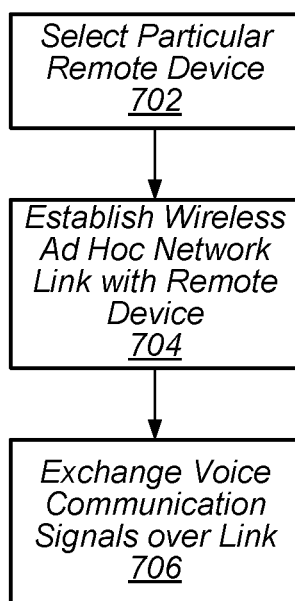 Select Particular
Remote Device
702
Establish Wireless
Ad Hoc Network
Link with Remote
Device
704
Exchange Voice
Communication
Signals over Link
706